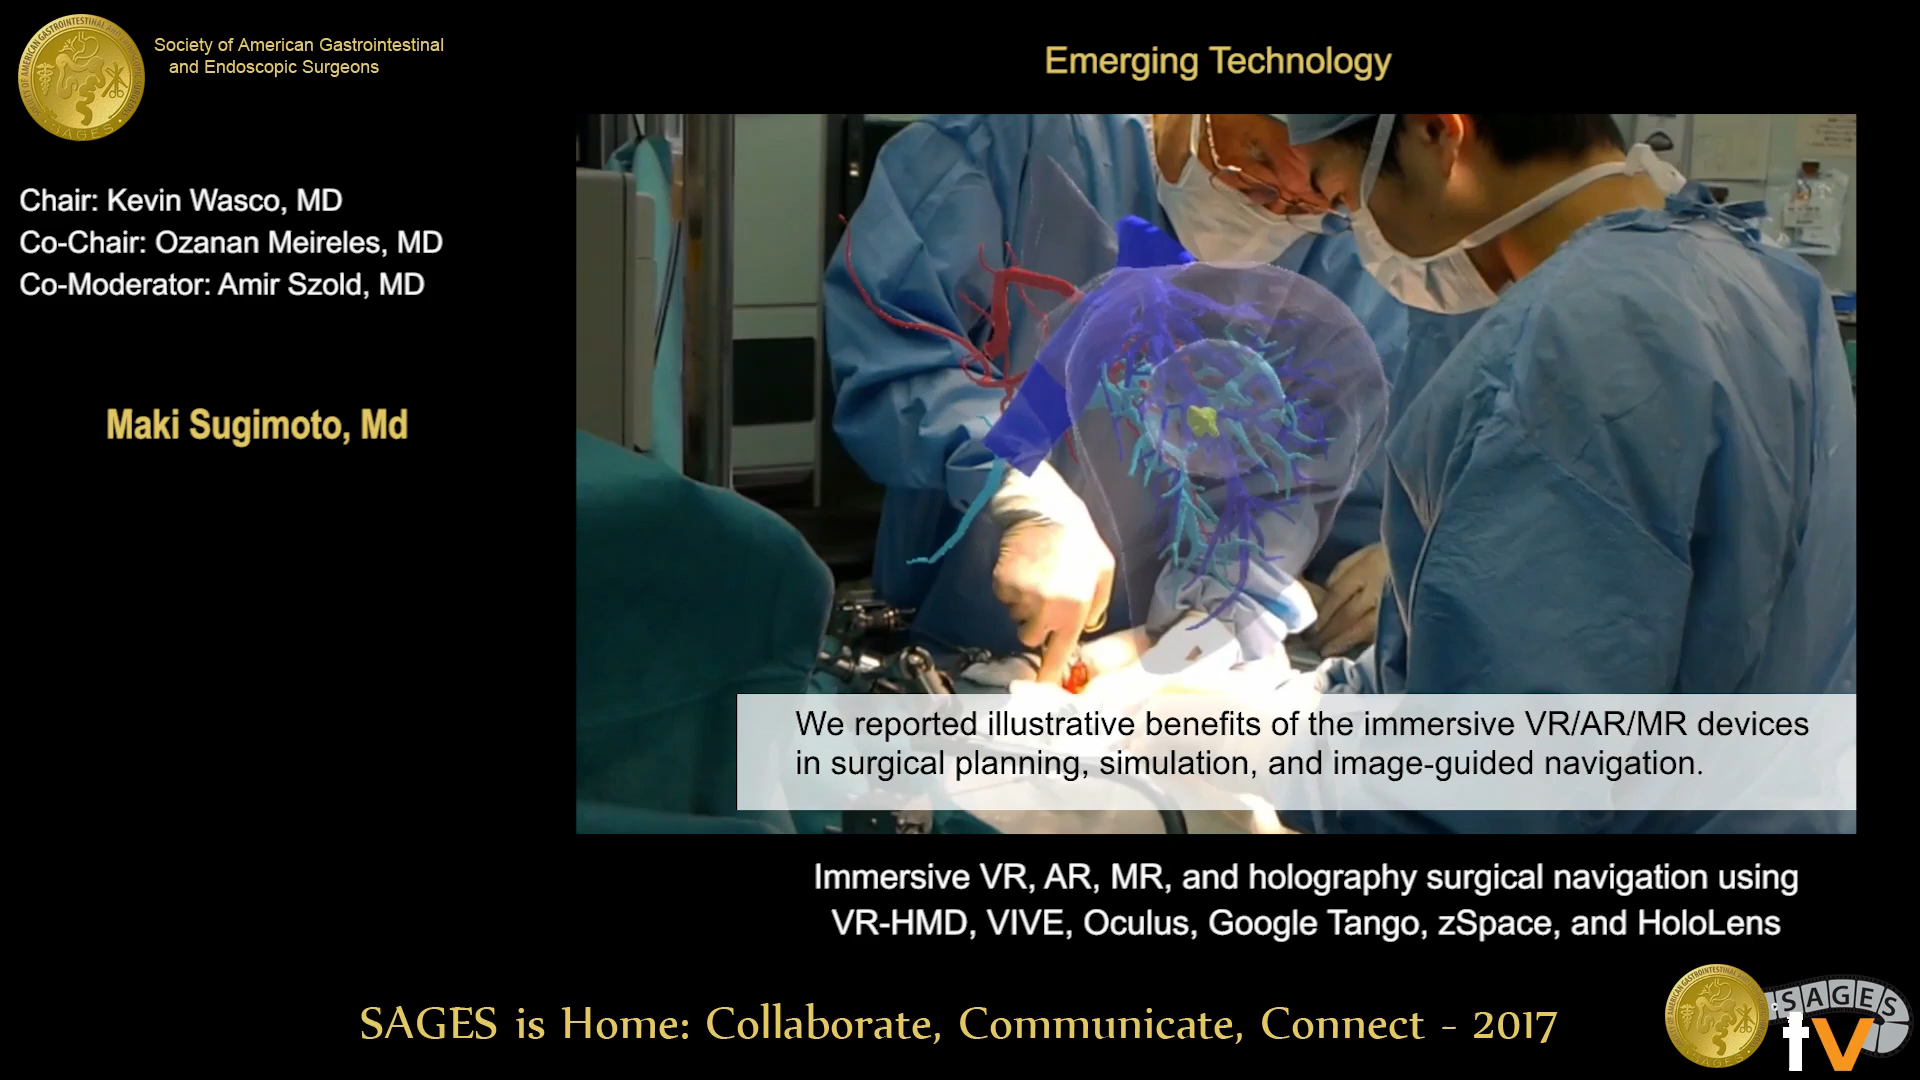 Society of American Gastrointestinal
and Endoscopic Surgeons
Emerging Technology
Chair: Kevin Wasco, MD
Co-Chair: Ozanan Meireles, MD
Co-Moderator: Amir Szold, MD
Maki Sugimoto, Md
We reported illustrative benefits of the immersive VR/AR/MR devices
in surgical planning, simulation, and image-guided navigation.
Immersive VR, AR, MR, and holography surgical navigation using
VR-HMD, VIVE, Oculus, Google Tango, zSpace, and HoloLens
SAGES is Home: Collaborate, Communicate, Connect - 2017
SAGES
tv